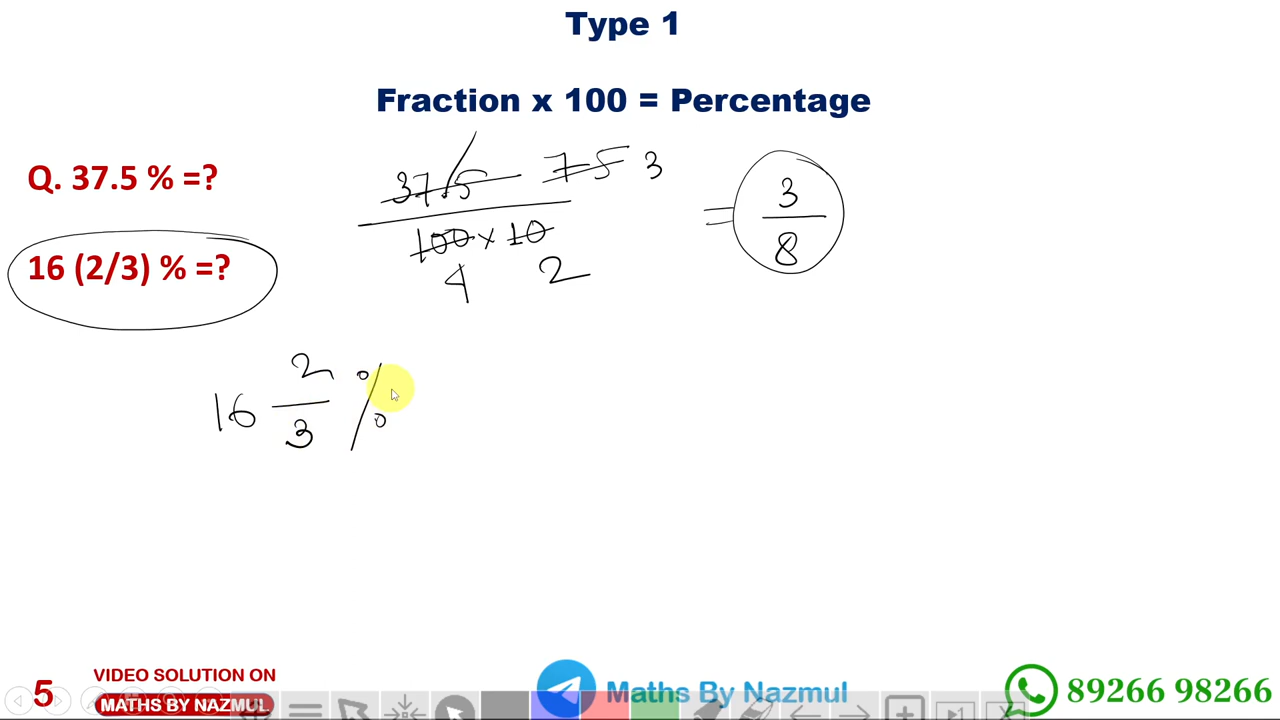 Type 1
Fraction x 100 = Percentage
Q. 37.5 % =?
37.5 75 3
100 x 10
4 2
= 3/8
16 (2/3) % =?
16 2/3 %
5
VIDEO SOLUTION ON
MATHS BY NAZMUL
Maths By Nazmul
89266 98266